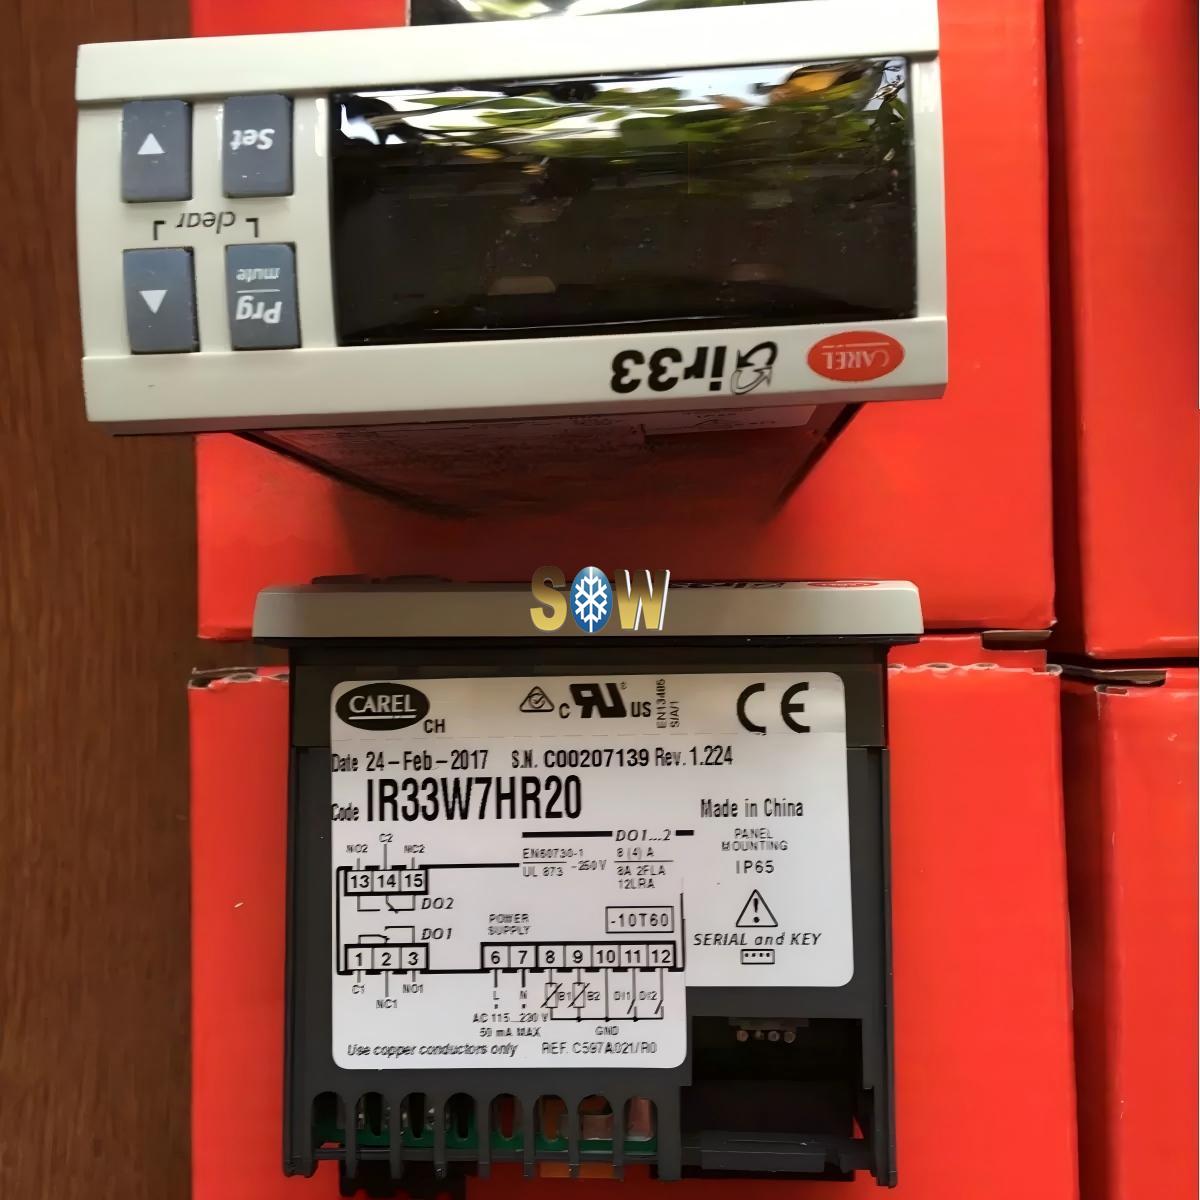 Set
clear
Prg
mute
ir33
CAREL
SOW
CAREL
CH
c RU ® US
EN13485
S/A/1
CE
Date 24-Feb-2017 S.N. C00207139 Rev. 1.224
Code IR33W7HR20
Made in China
NO2 C2 NC2
DO1...2
EN60730-1
UL 873
~250V
8 (4) A
8A 2FLA
12LRA
PANEL
MOUNTING
IP65
13 14 15
DO2
DO1
POWER
SUPPLY
-10T60
SERIAL and KEY
1 2 3
6 7 8 9 10 11 12
C1 NC1 NO1
L N B1 B2 DI1 DI2
AC 115...230 V
50 mA MAX
GND
Use copper conductors only REF. C597A021/R0